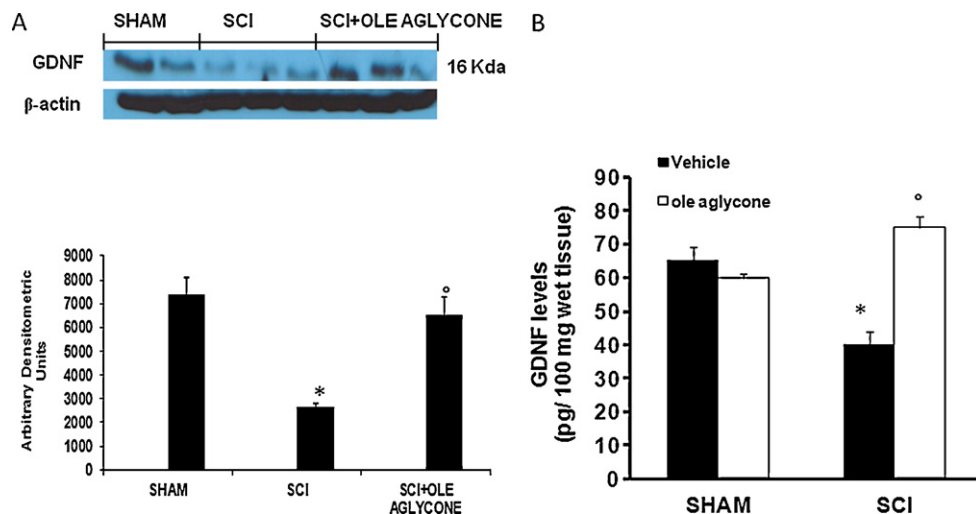 A
SHAM SCI SCI+OLE AGLYCONE
GDNF
16 Kda
β-actin
9000
8000
7000
6000
5000
4000
3000
2000
1000
0
Arbitrary Densitometric
Units
*
°
SHAM SCI SCI+OLE
AGLYCONE
B
Vehicle
ole aglycone
90
80
70
60
50
40
30
20
10
0
GDNF levels
(pg/ 100 mg wet tissue)
*
°
SHAM SCI